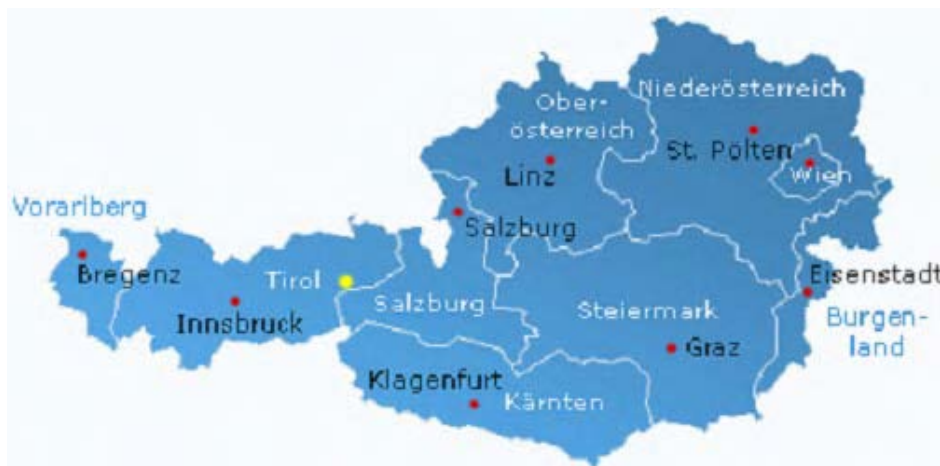 Niederösterreich
Ober-
österreich
St. Pölten
Linz
Wien
Vorarlberg
Salzburg
Bregenz
Tirol
Eisenstadt
Salzburg
Steiermark
Innsbruck
Burgen-
land
Graz
Klagenfurt
Kärnten